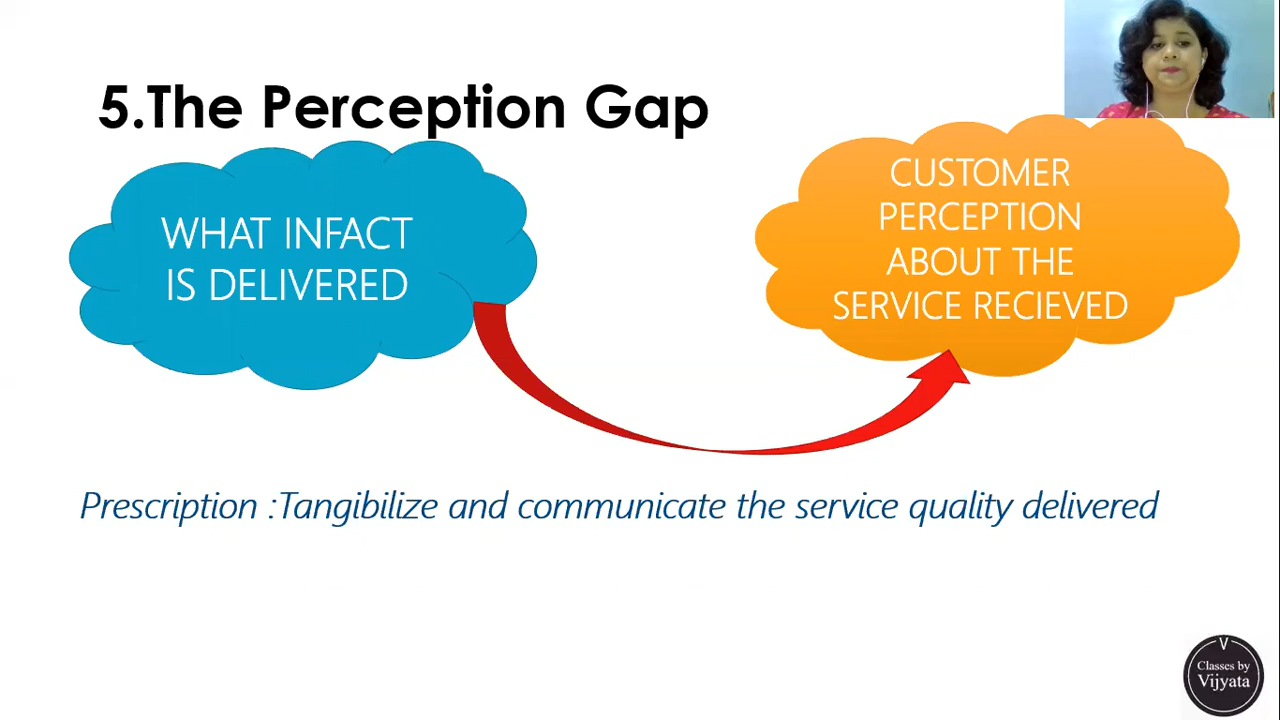 5.The Perception Gap
WHAT INFACT
IS DELIVERED
CUSTOMER
PERCEPTION
ABOUT THE
SERVICE RECIEVED
Prescription :Tangibilize and communicate the service quality delivered
V
Classes by
Vijyata